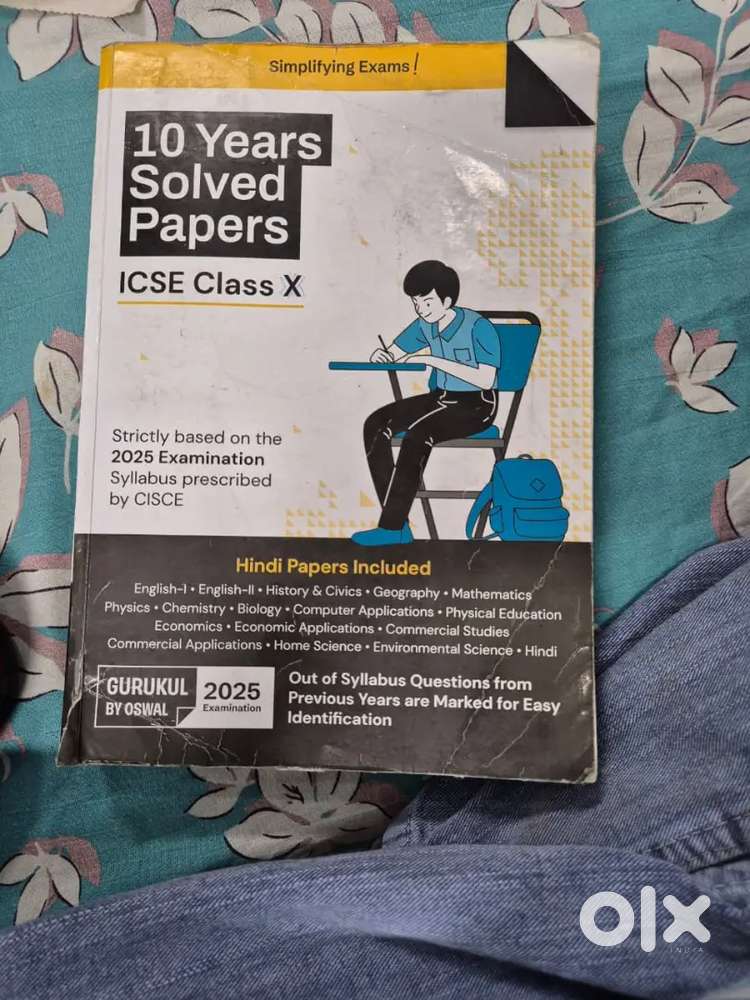 Simplifying Exams!
10 Years
Solved
Papers
ICSE Class X
Strictly based on the
2025 Examination
Syllabus prescribed
by CISCE
Hindi Papers Included
English-I • English-II • History & Civics • Geography • Mathematics
Physics • Chemistry • Biology • Computer Applications • Physical Education
Economics • Economic Applications • Commercial Studies
Commercial Applications • Home Science • Environmental Science • Hindi
GURUKUL
BY OSWAL
2025
Examination
Out of Syllabus Questions from
Previous Years are Marked for Easy
Identification
olx
INDIA